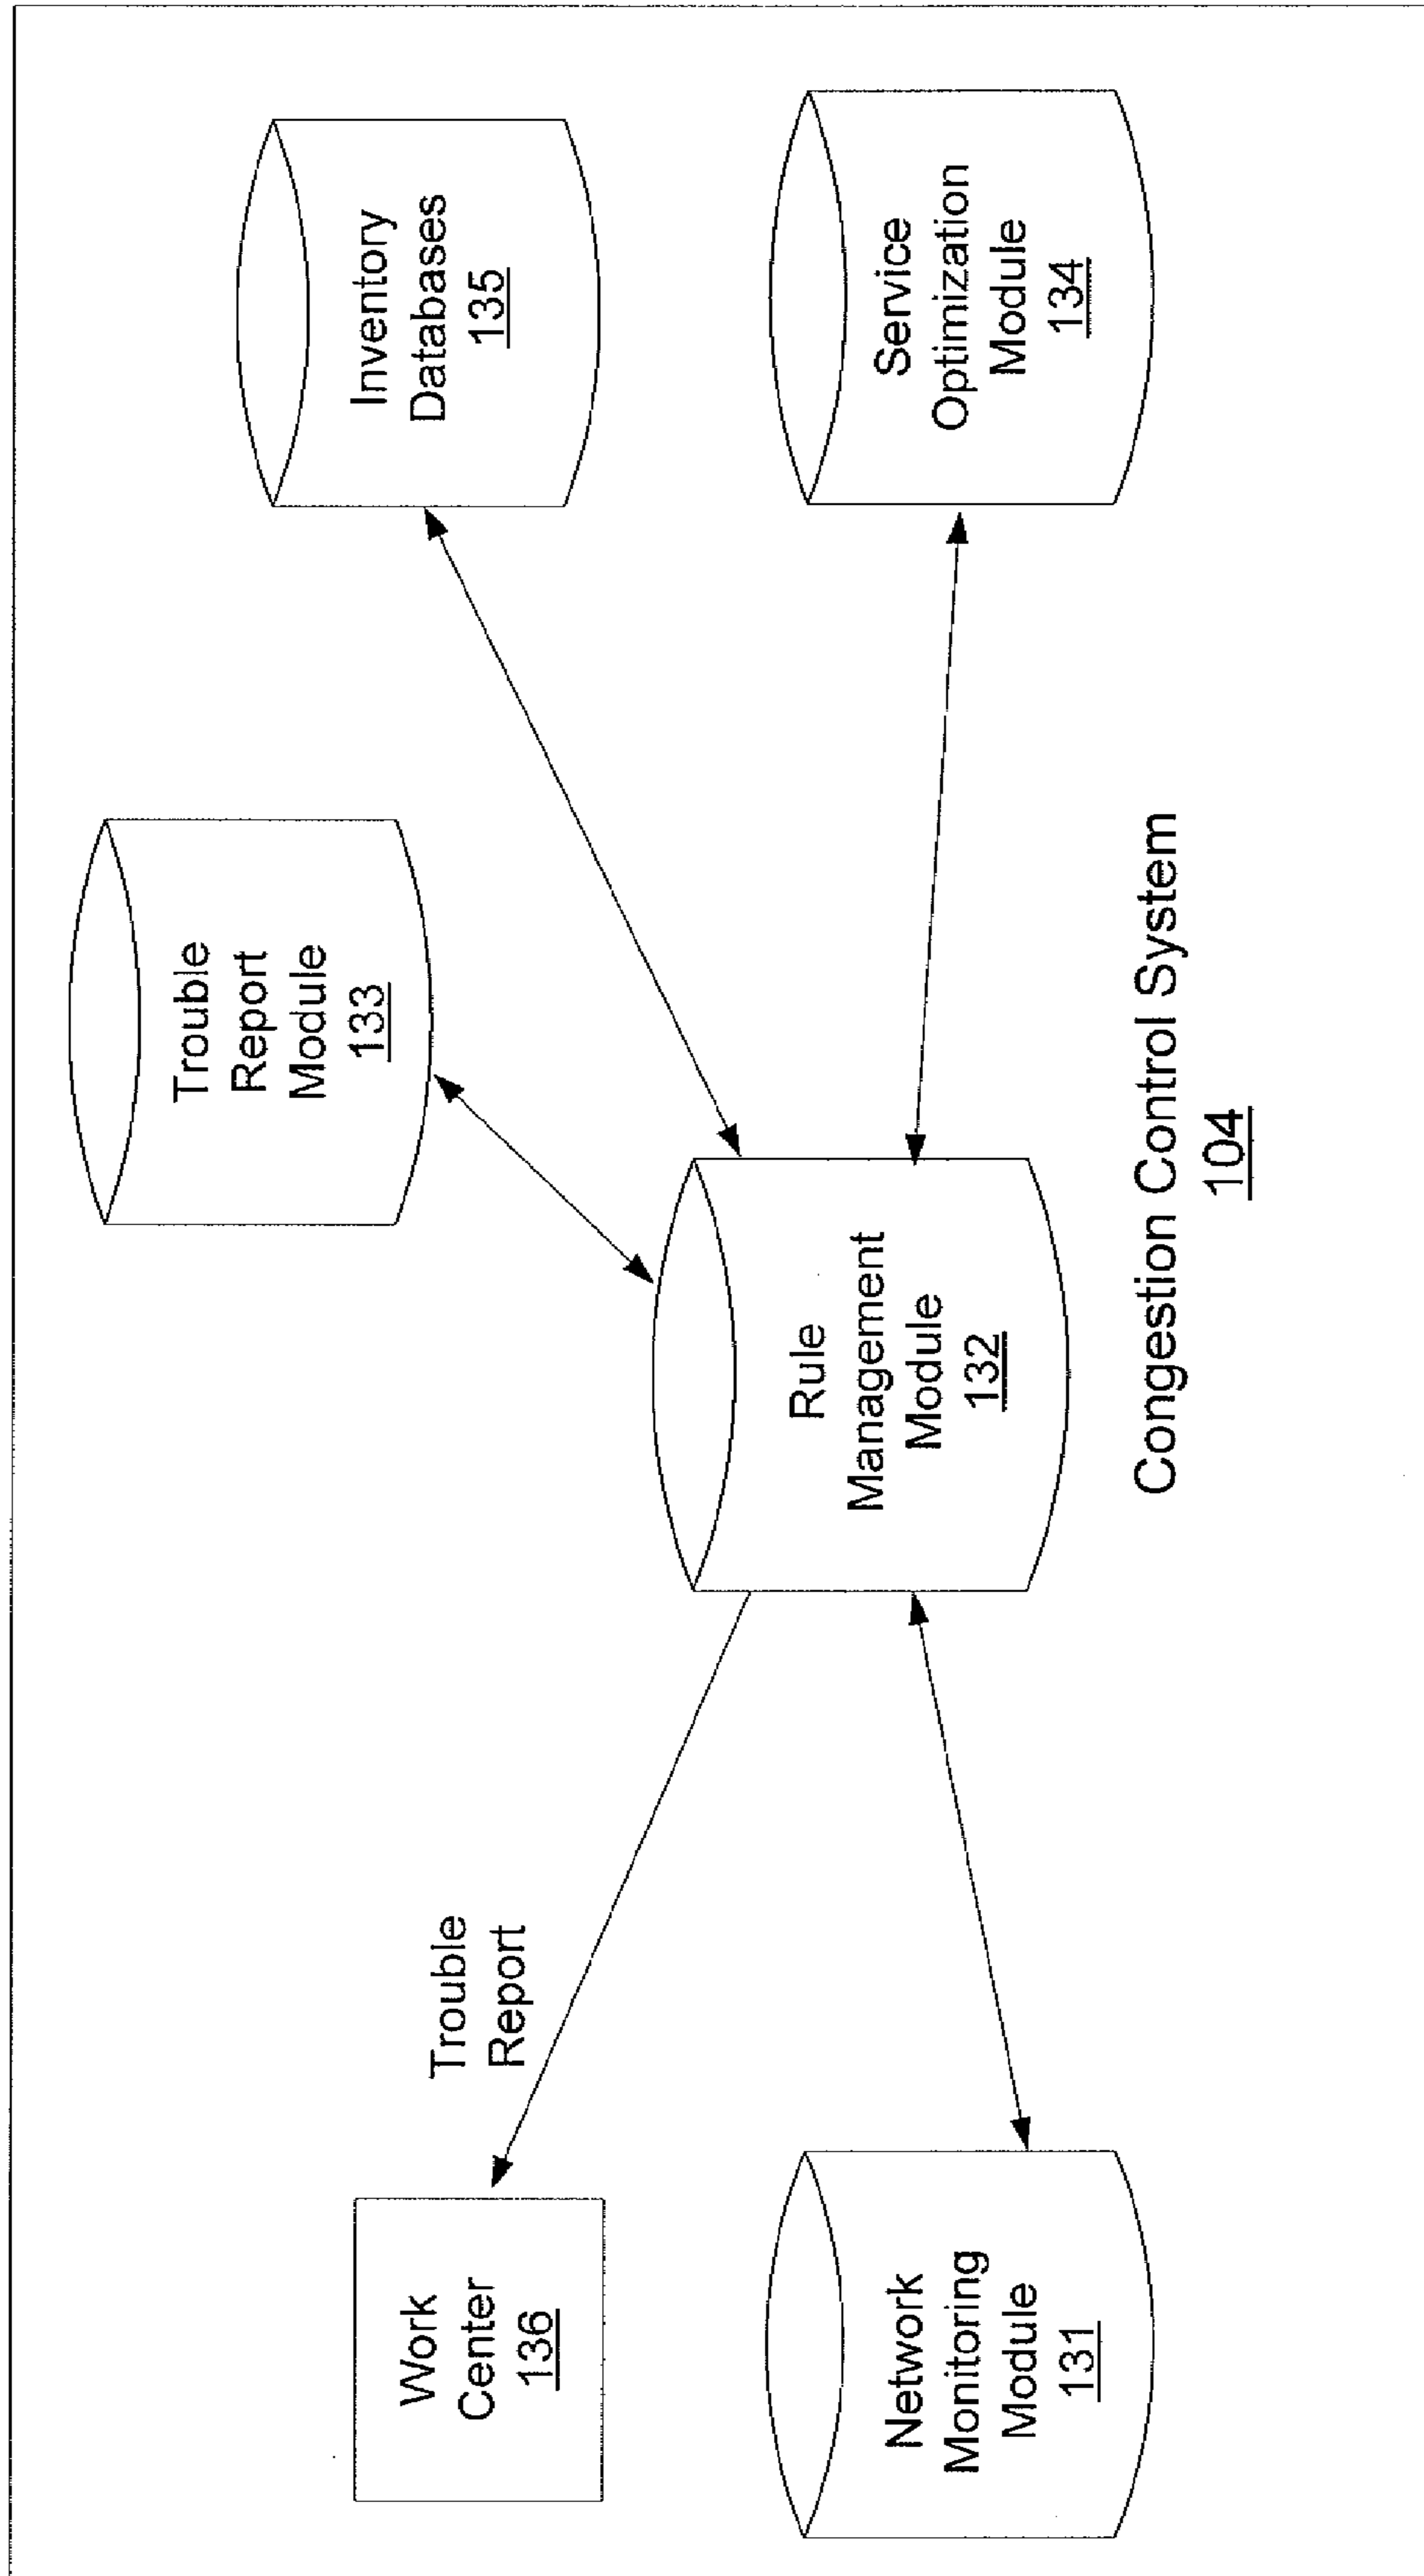 Trouble
Report
Module
133
Inventory
Databases
135
Work
Center
136
Trouble
Report
Rule
Management
Module
132
Network
Monitoring
Module
131
Service
Optimization
Module
134
Congestion Control System
104